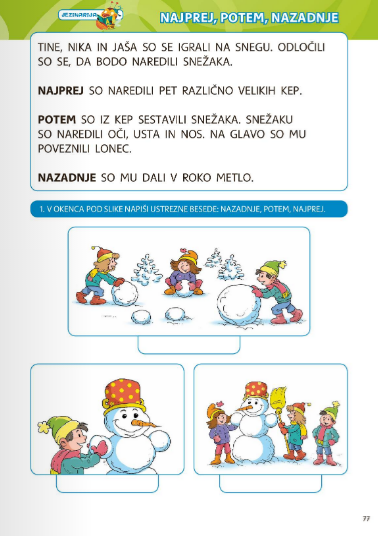 JEZIKARIJA
NAJPREJ, POTEM, NAZADNJE
TINE, NIKA IN JAŠA SO SE IGRALI NA SNEGU. ODLOČILI
SO SE, DA BODO NAREDILI SNEŽAKA.
NAJPREJ SO NAREDILI PET RAZLIČNO VELIKIH KEP.
POTEM SO IZ KEP SESTAVILI SNEŽAKA. SNEŽAKU
SO NAREDILI OČI, USTA IN NOS. NA GLAVO SO MU
POVEZNILI LONEC.
NAZADNJE SO MU DALI V ROKO METLO.
1. V OKENCA POD SLIKE NAPIŠI USTREZNE BESEDE: NAZADNJE, POTEM, NAJPREJ.
77